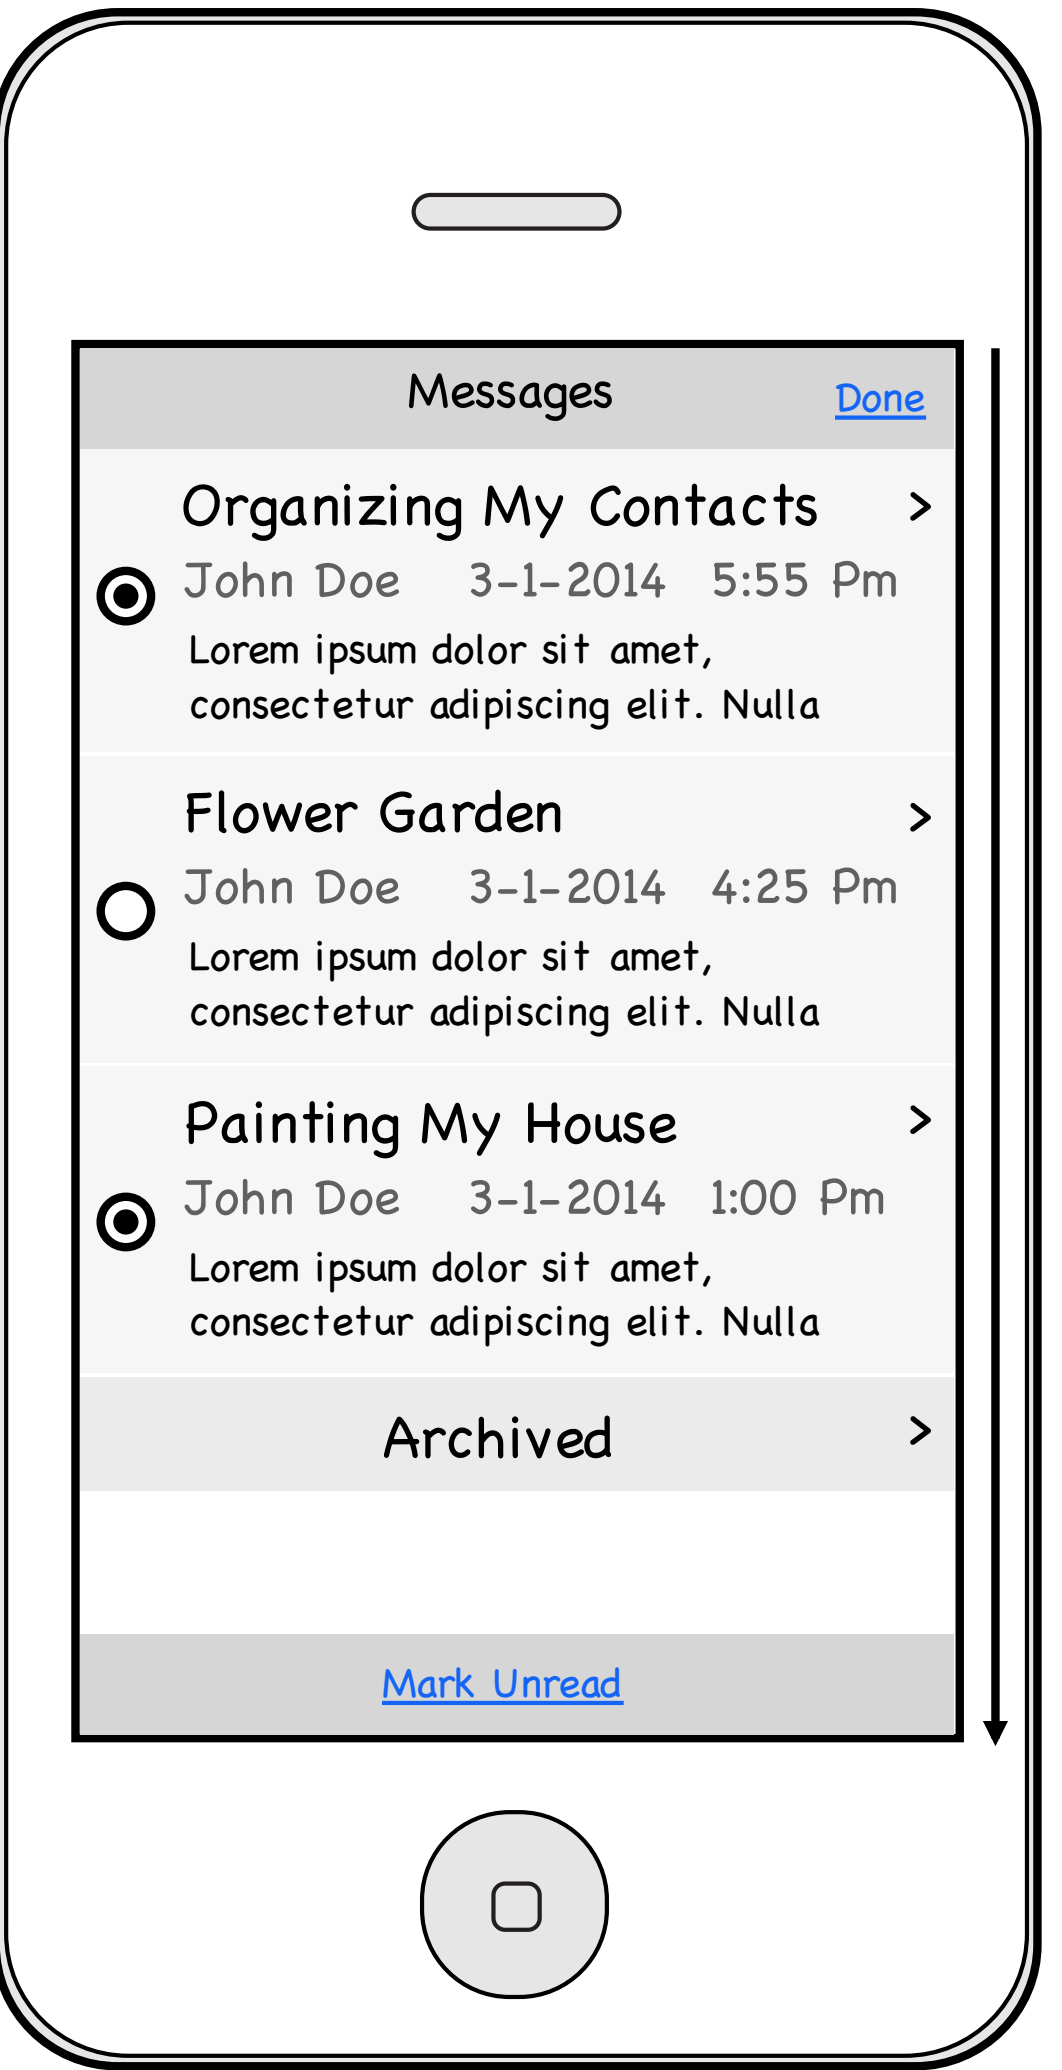 Messages Done
Organizing My Contacts >
John Doe 3-1-2014 5:55 Pm
Lorem ipsum dolor sit amet,
consectetur adipiscing elit. Nulla
Flower Garden >
John Doe 3-1-2014 4:25 Pm
Lorem ipsum dolor sit amet,
consectetur adipiscing elit. Nulla
Painting My House >
John Doe 3-1-2014 1:00 Pm
Lorem ipsum dolor sit amet,
consectetur adipiscing elit. Nulla
Archived >
Mark Unread